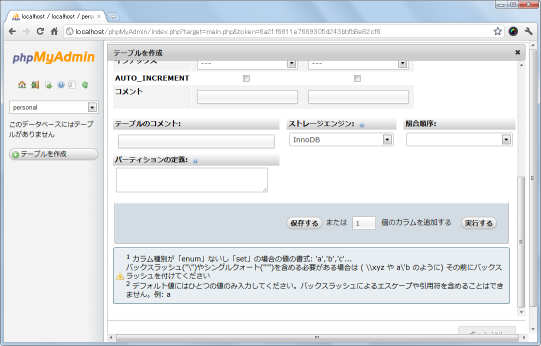 localhost / localhost / perso
localhost/phpMyAdmin/index.php?target=main.php&token=6a21f6611e7669305d243bbfb8e82cf6
phpMyAdmin
personal
このデータベースにはテーブルがありません
テーブルを作成
テーブルを作成
インデックス
--- ---
AUTO_INCREMENT
コメント
テーブルのコメント: ストレージエンジン: 照合順序:
InnoDB
パーティションの定義:
保存する または 1 個のカラムを追加する 実行する
1 カラム種別が「enum」ないし「set」の場合の値の書式: 'a','b','c'...
バックスラッシュ("\")やシングルクォート("'")を含める必要がある場合は ( \\xyz や a\'b のように) その前にバックス
ラッシュを付けてください
2 デフォルト値にはひとつの値のみ入力してください。バックスラッシュによるエスケープや引用符を含めることはで
きません。例: a